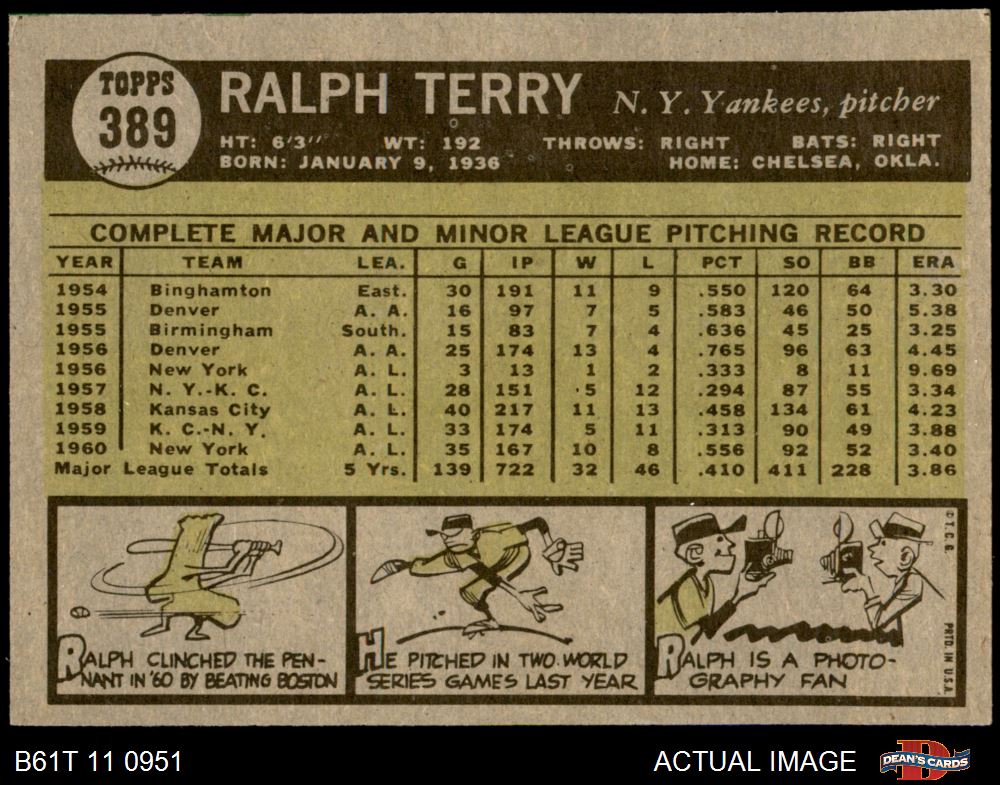 TOPPS
389
RALPH TERRY N. Y. Yankees, pitcher
HT: 6'3" WT: 192 THROWS: RIGHT BATS: RIGHT
BORN: JANUARY 9, 1936 HOME: CHELSEA, OKLA.
COMPLETE MAJOR AND MINOR LEAGUE PITCHING RECORD
YEAR TEAM LEA. G IP W L PCT SO BB ERA
1954 Binghamton East. 30 191 11 9 .550 120 64 3.30
1955 Denver A. A. 16 97 7 5 .583 46 50 5.38
1955 Birmingham South. 15 83 7 4 .636 45 25 3.25
1956 Denver A. A. 25 174 13 4 .765 96 63 4.45
1956 New York A. L. 3 13 1 2 .333 8 11 9.69
1957 N. Y.-K. C. A. L. 28 151 5 12 .294 87 55 3.34
1958 Kansas City A. L. 40 217 11 13 .458 134 61 4.23
1959 K. C.-N. Y. A. L. 33 174 5 11 .313 90 49 3.88
1960 New York A. L. 35 167 10 8 .556 92 52 3.40
Major League Totals 5 Yrs. 139 722 32 46 .410 411 228 3.86
RALPH CLINCHED THE PEN-
NANT IN '60 BY BEATING BOSTON
HE PITCHED IN TWO WORLD
SERIES GAMES LAST YEAR
RALPH IS A PHOTO-
GRAPHY FAN
© T. C. G.
PRTD. IN U.S.A.
B61T 11 0951 ACTUAL IMAGE
DEAN'S CARDS